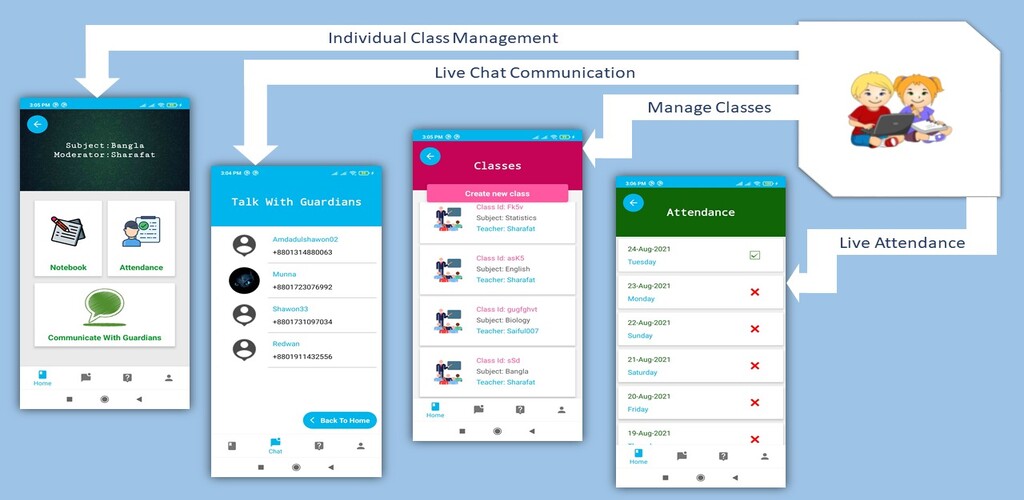 Individual Class Management
Live Chat Communication
Manage Classes
Live Attendance
3:05 PM
Subject:Bangla
Moderator:Sharafat
Notebook
Attendance
Communicate With Guardians
Home
3:04 PM
Talk With Guardians
Amdadulshawon02
+8801314880063
Munna
+8801723076992
Shawon33
+8801731097034
Redwan
+8801911432556
Back To Home
Chat
3:05 PM
Classes
Create new class
Class Id: Fk5v
Subject: Statistics
Teacher: Sharafat
Class Id: asK5
Subject: English
Teacher: Sharafat
Class Id: gugfghvt
Subject: Biology
Teacher: Saiful007
Class Id: sSd
Subject: Bangla
Teacher: Sharafat
Home
3:06 PM
Attendance
24-Aug-2021
Tuesday
23-Aug-2021
Monday
22-Aug-2021
Sunday
21-Aug-2021
Saturday
20-Aug-2021
Friday
19-Aug-2021
Home